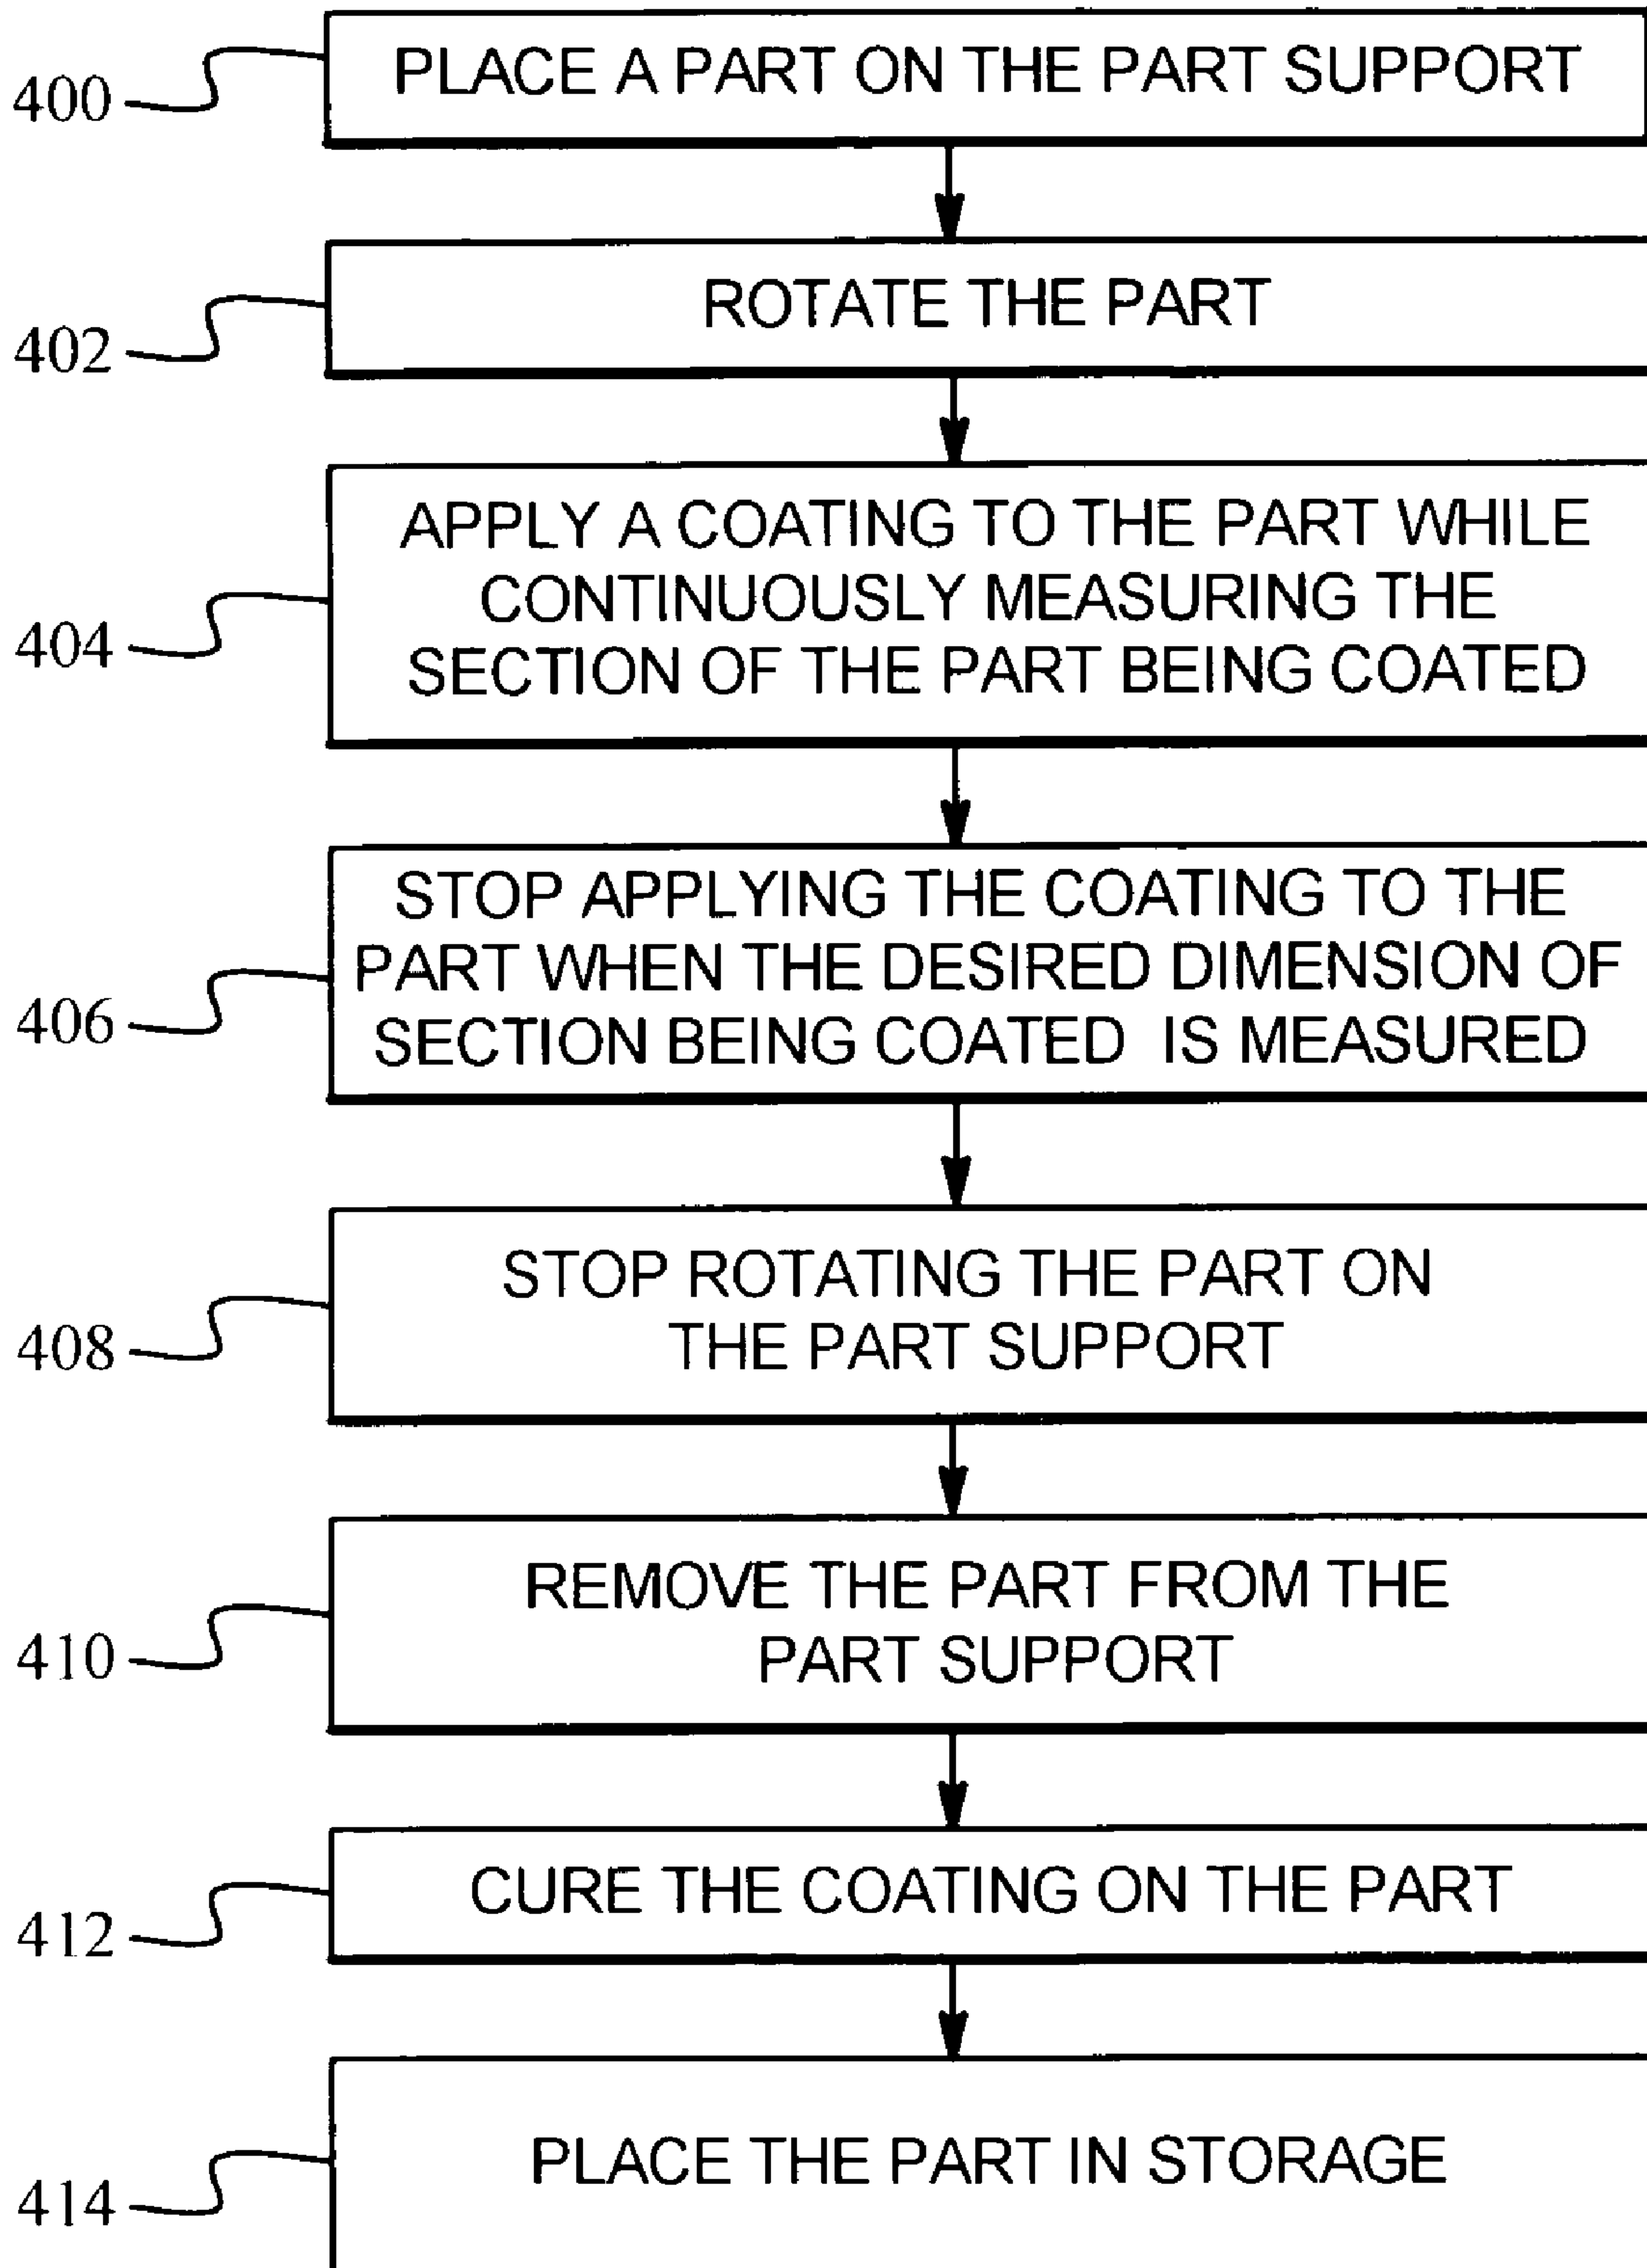 400
PLACE A PART ON THE PART SUPPORT
402
ROTATE THE PART
404
APPLY A COATING TO THE PART WHILE
CONTINUOUSLY MEASURING THE
SECTION OF THE PART BEING COATED
406
STOP APPLYING THE COATING TO THE
PART WHEN THE DESIRED DIMENSION OF
SECTION BEING COATED IS MEASURED
408
STOP ROTATING THE PART ON
THE PART SUPPORT
410
REMOVE THE PART FROM THE
PART SUPPORT
412
CURE THE COATING ON THE PART
414
PLACE THE PART IN STORAGE